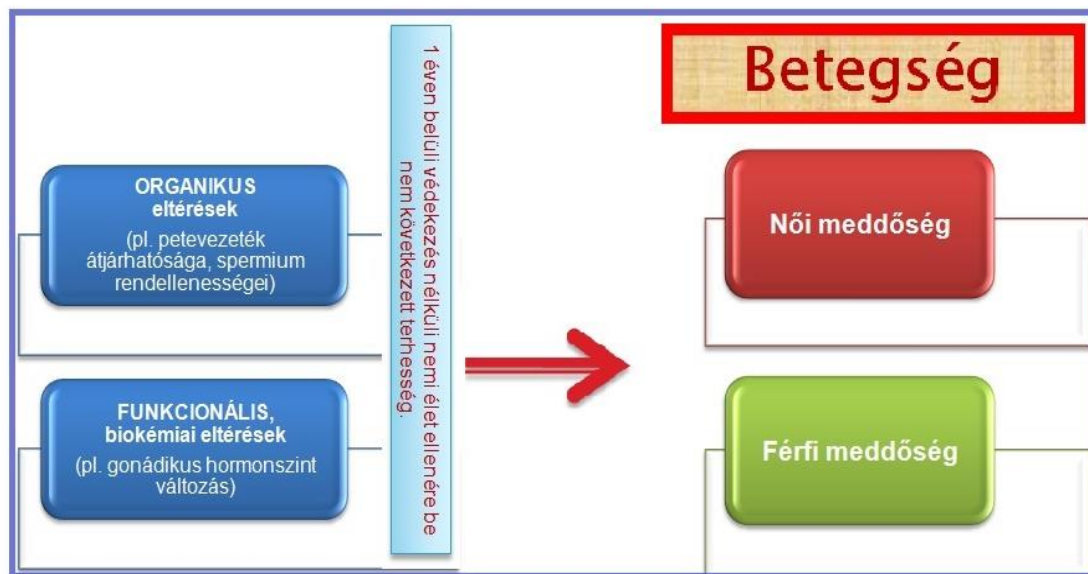 ORGANIKUS
eltérések
(pl. petevezeték
átjárhatósága, spermium
rendellenességei)
FUNKCIONÁLIS,
biokémiai eltérések
(pl. gonádikus hormonszint
változás)
1 éven belüli védekezés nélküli nemi élet ellenére be
nem következett terhesség.
Betegség
Női meddőség
Férfi meddőség